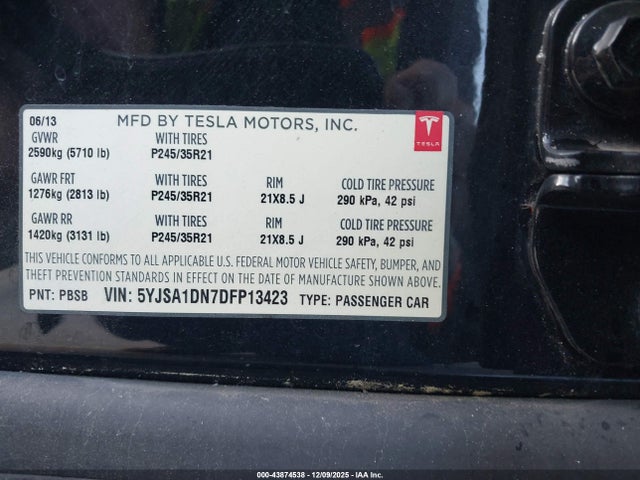 06/13 MFD BY TESLA MOTORS, INC.
TESLA
GVWR WITH TIRES
2590kg (5710 lb) P245/35R21
GAWR FRT WITH TIRES RIM COLD TIRE PRESSURE
1276kg (2813 lb) P245/35R21 21X8.5 J 290 kPa, 42 psi
GAWR RR WITH TIRES RIM COLD TIRE PRESSURE
1420kg (3131 lb) P245/35R21 21X8.5 J 290 kPa, 42 psi
THIS VEHICLE CONFORMS TO ALL APPLICABLE U.S. FEDERAL MOTOR VEHICLE SAFETY, BUMPER, AND
THEFT PREVENTION STANDARDS IN EFFECT ON THE DATE OF MANUFACTURE SHOWN ABOVE.
PNT: PBSB VIN: 5YJSA1DN7DFP13423 TYPE: PASSENGER CAR
000-43874538 - 12/09/2025 - IAA Inc.